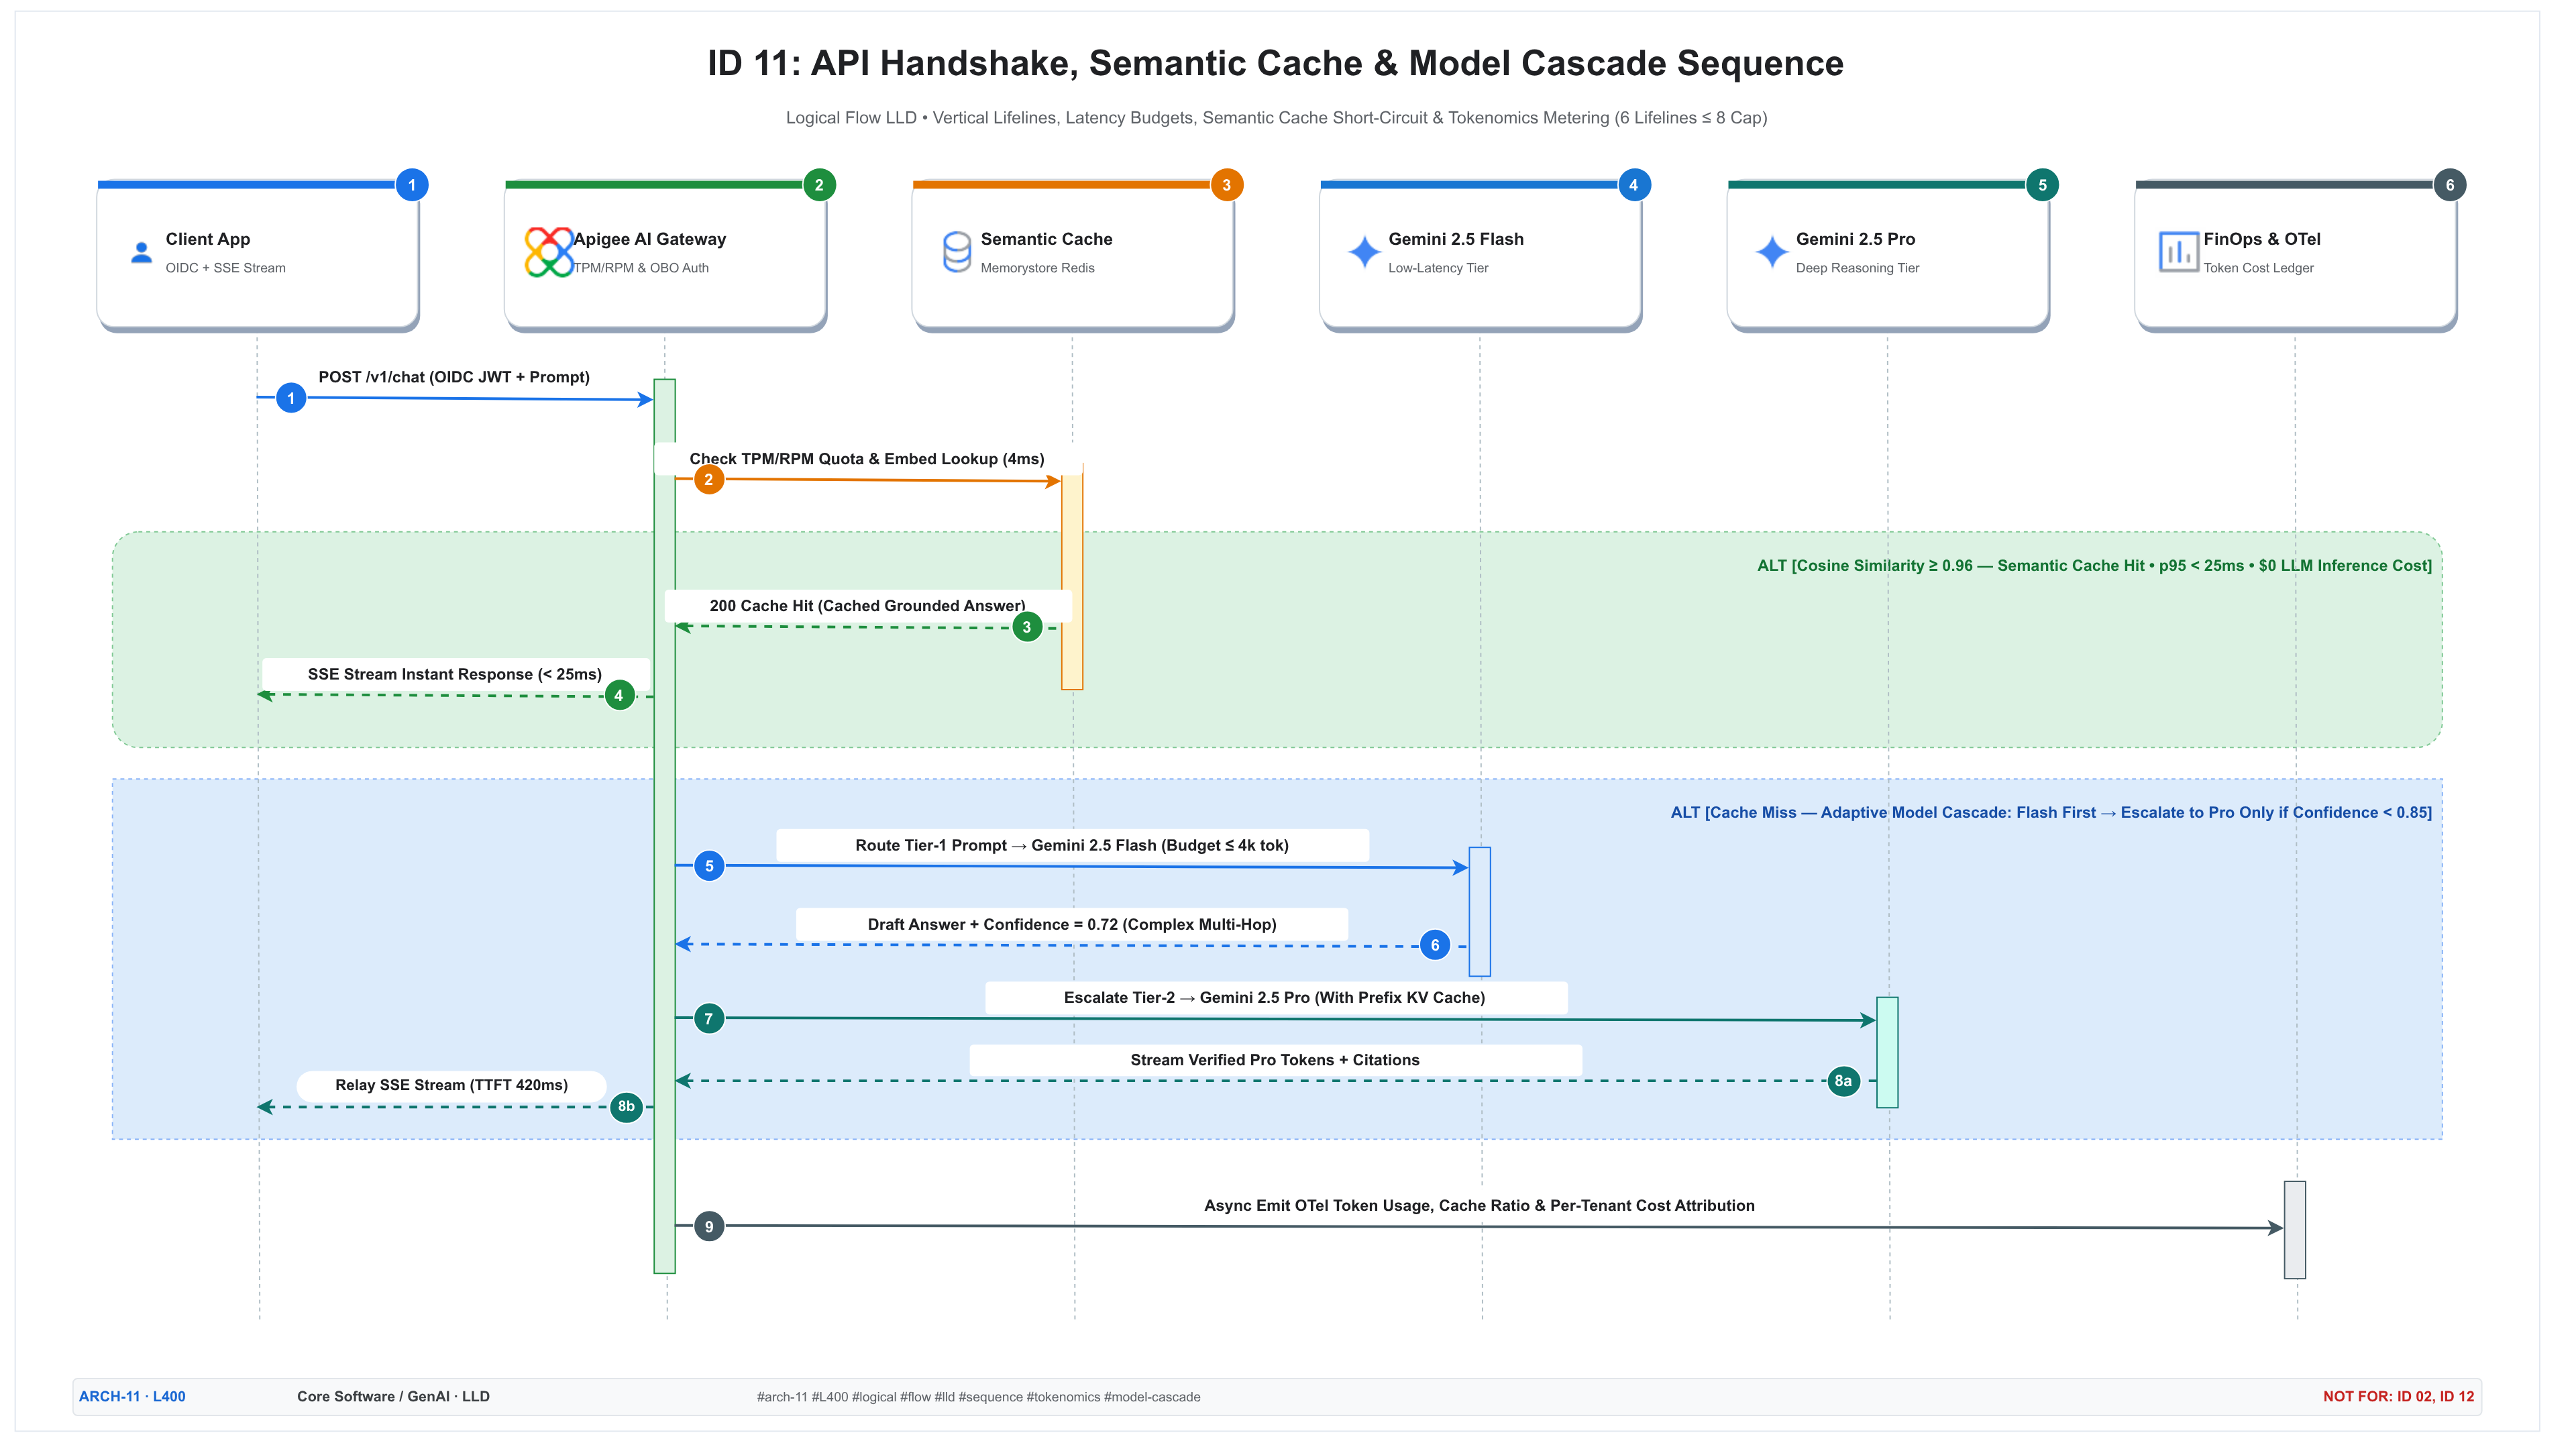 ID 11: API Handshake, Semantic Cache & Model Cascade Sequence
Logical Flow LLD • Vertical Lifelines, Latency Budgets, Semantic Cache Short-Circuit & Tokenomics Metering (6 Lifelines ≤ 8 Cap)
1
Client App
OIDC + SSE Stream
2
Apigee AI Gateway
TPM/RPM & OBO Auth
3
Semantic Cache
Memorystore Redis
4
Gemini 2.5 Flash
Low-Latency Tier
5
Gemini 2.5 Pro
Deep Reasoning Tier
6
FinOps & OTel
Token Cost Ledger
POST /v1/chat (OIDC JWT + Prompt)
1
Check TPM/RPM Quota & Embed Lookup (4ms)
2
ALT [Cosine Similarity ≥ 0.96 — Semantic Cache Hit • p95 < 25ms • $0 LLM Inference Cost]
200 Cache Hit (Cached Grounded Answer)
3
SSE Stream Instant Response (< 25ms)
4
ALT [Cache Miss — Adaptive Model Cascade: Flash First → Escalate to Pro Only if Confidence < 0.85]
Route Tier-1 Prompt → Gemini 2.5 Flash (Budget ≤ 4k tok)
5
Draft Answer + Confidence = 0.72 (Complex Multi-Hop)
6
Escalate Tier-2 → Gemini 2.5 Pro (With Prefix KV Cache)
7
Stream Verified Pro Tokens + Citations
8a
Relay SSE Stream (TTFT 420ms)
8b
Async Emit OTel Token Usage, Cache Ratio & Per-Tenant Cost Attribution
9
ARCH-11 · L400
Core Software / GenAI · LLD
#arch-11 #L400 #logical #flow #lld #sequence #tokenomics #model-cascade
NOT FOR: ID 02, ID 12